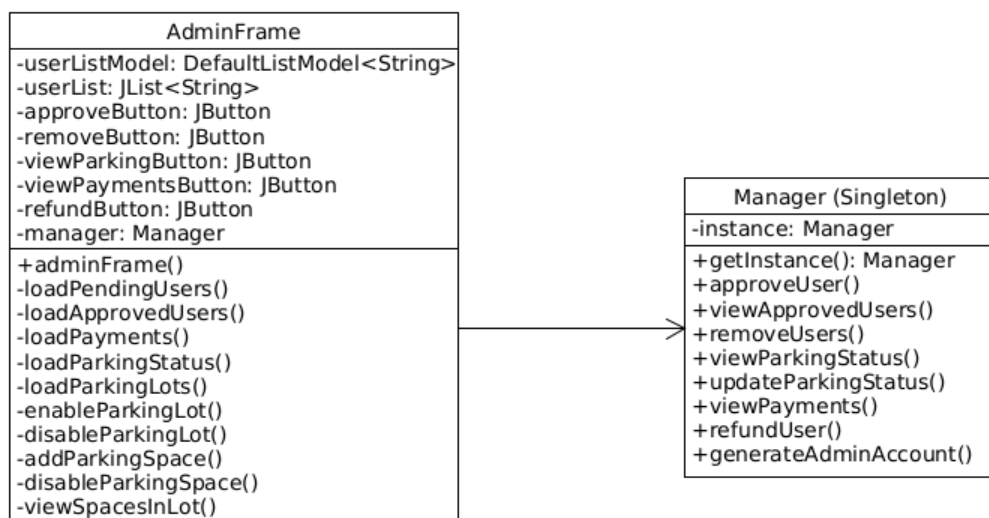 AdminFrame
-userListModel: DefaultListModel<String>
-userList: JList<String>
-approveButton: JButton
-removeButton: JButton
-viewParkingButton: JButton
-viewPaymentsButton: JButton
-refundButton: JButton
-manager: Manager
+adminFrame()
-loadPendingUsers()
-loadApprovedUsers()
-loadPayments()
-loadParkingStatus()
-loadParkingLots()
-enableParkingLot()
-disableParkingLot()
-addParkingSpace()
-disableParkingSpace()
-viewSpacesInLot()
Manager (Singleton)
-instance: Manager
+getInstance(): Manager
+approveUser()
+viewApprovedUsers()
+removeUsers()
+viewParkingStatus()
+updateParkingStatus()
+viewPayments()
+refundUser()
+generateAdminAccount()